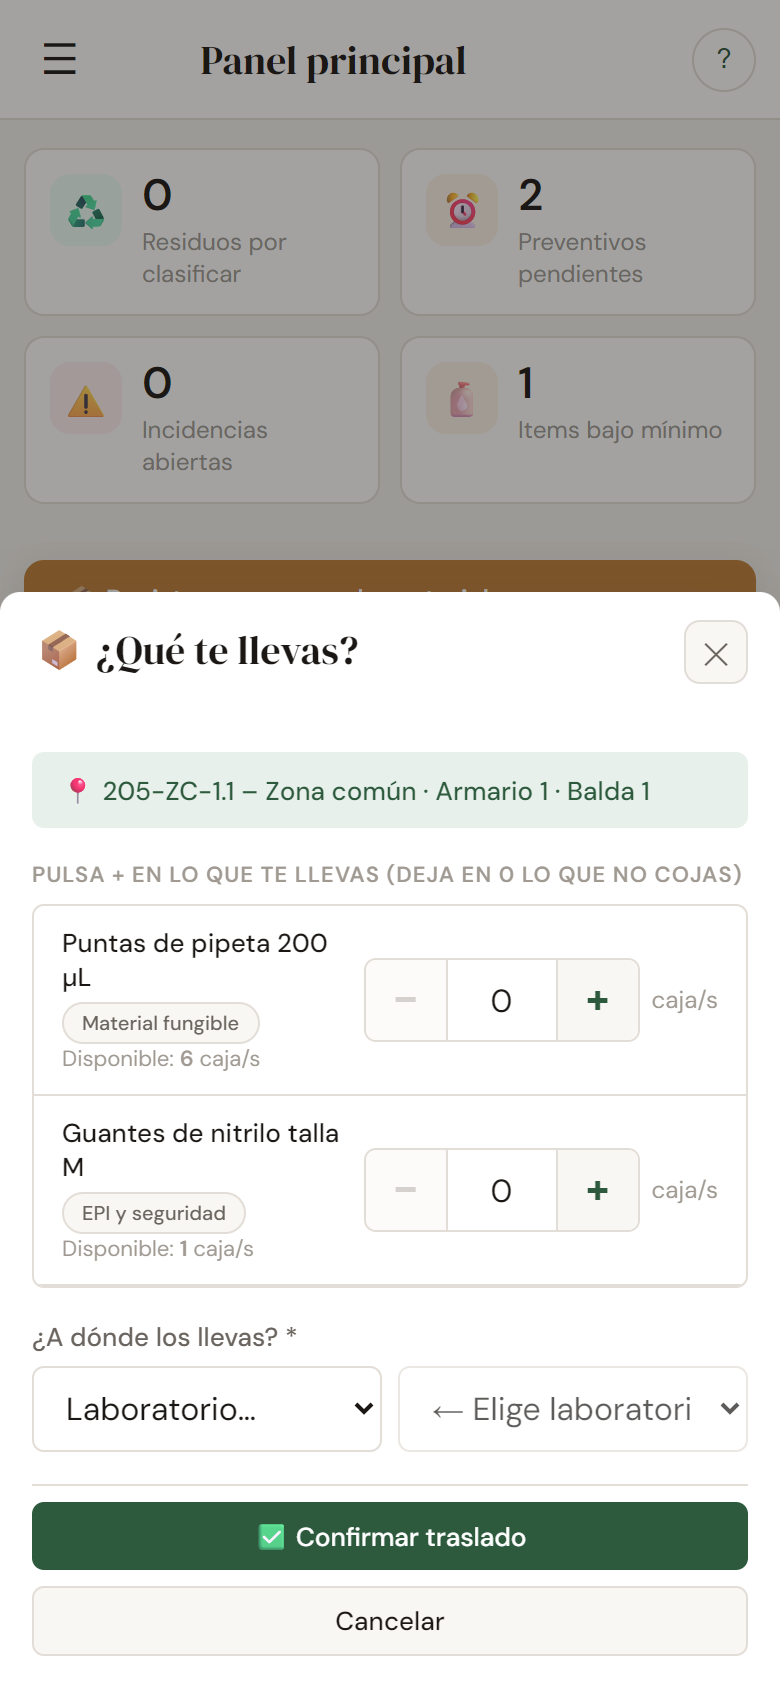 Panel principal
?
0
Residuos por
clasificar
2
Preventivos
pendientes
0
Incidencias
abiertas
1
Items bajo mínimo
¿Qué te llevas?
205-ZC-1.1 – Zona común · Armario 1 · Balda 1
PULSA + EN LO QUE TE LLEVAS (DEJA EN 0 LO QUE NO COJAS)
Puntas de pipeta 200
µL
Material fungible
Disponible: 6 caja/s
− 0 + caja/s
Guantes de nitrilo talla
M
EPI y seguridad
Disponible: 1 caja/s
− 0 + caja/s
¿A dónde los llevas? *
Laboratorio...
← Elige laboratori
Confirmar traslado
Cancelar